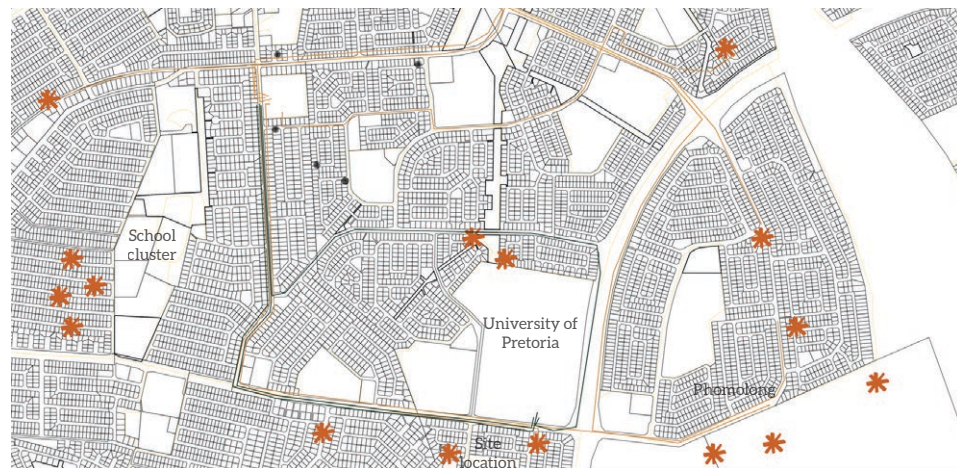 School
cluster
University of
Pretoria
Phomolong
Site
location